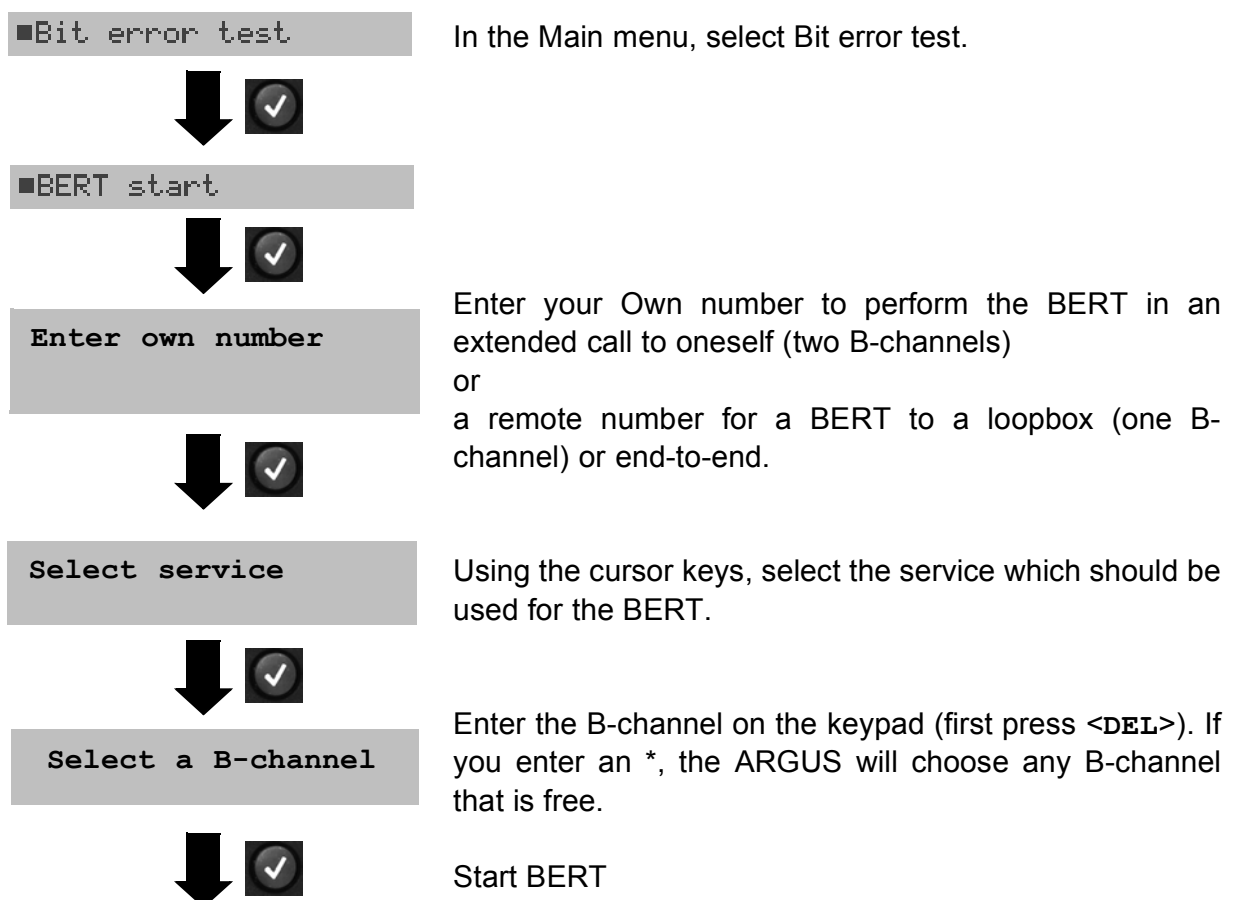 ■Bit error test
In the Main menu, select Bit error test.
■BERT start
Enter own number
Enter your Own number to perform the BERT in an
extended call to oneself (two B-channels)
or
a remote number for a BERT to a loopbox (one B-
channel) or end-to-end.
Select service
Using the cursor keys, select the service which should be
used for the BERT.
Select a B-channel
Enter the B-channel on the keypad (first press <DEL>). If
you enter an *, the ARGUS will choose any B-channel
that is free.
Start BERT